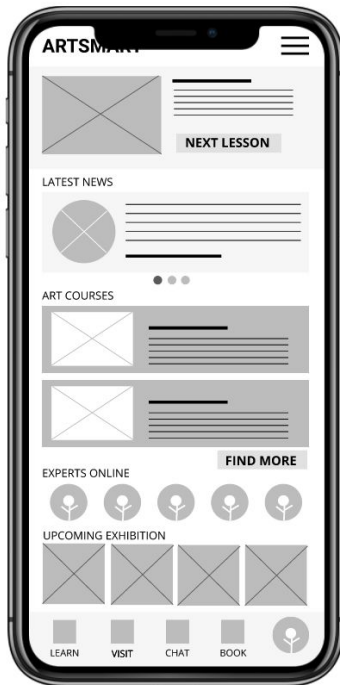 ARTSMART
NEXT LESSON
LATEST NEWS
ART COURSES
FIND MORE
EXPERTS ONLINE
UPCOMING EXHIBITION
LEARN VISIT CHAT BOOK